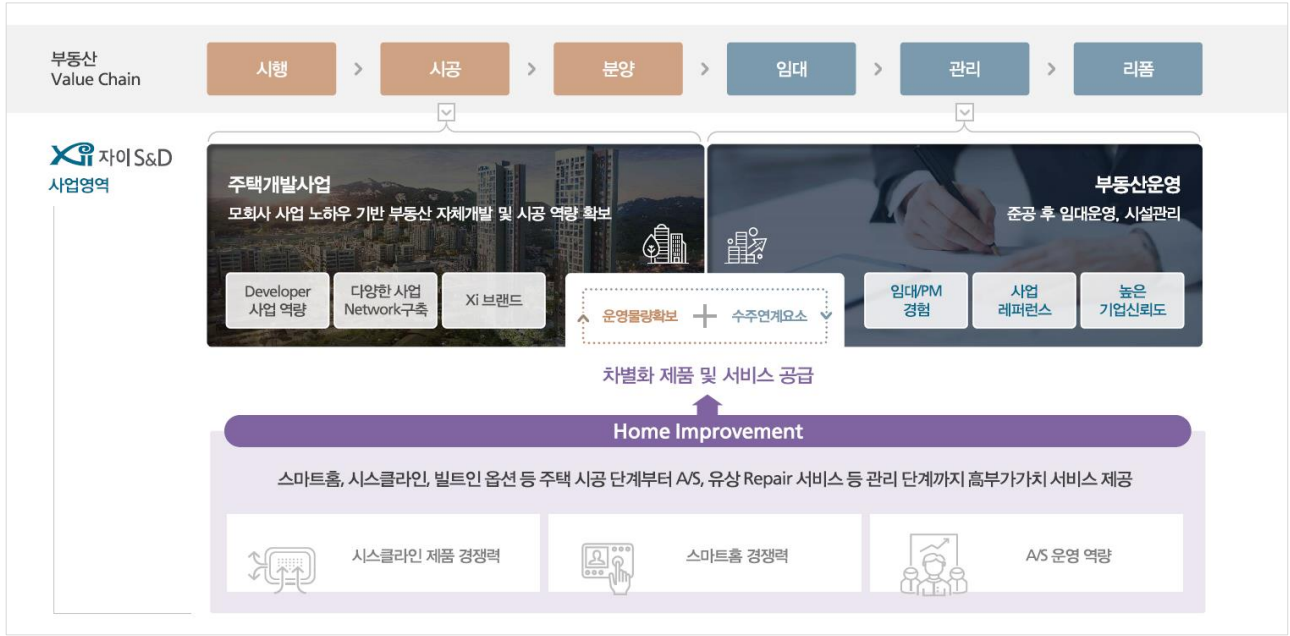 부동산
Value Chain
시행
시공
분양
임대
관리
리폼
Xi 자이 S&D
사업영역
주택개발사업
모회사 사업 노하우 기반 부동산 자체개발 및 시공 역량 확보
Developer
사업 역량
다양한 사업
Network구축
Xi 브랜드
부동산운영
준공 후 임대운영, 시설관리
운영물량확보
수주연계요소
임대/PM
경험
사업
레퍼런스
높은
기업신뢰도
차별화 제품 및 서비스 공급
Home Improvement
스마트홈, 시스클라인, 빌트인 옵션 등 주택 시공 단계부터 A/S, 유상 Repair 서비스 등 관리 단계까지 高부가가치 서비스 제공
시스클라인 제품 경쟁력
스마트홈 경쟁력
A/S 운영 역량